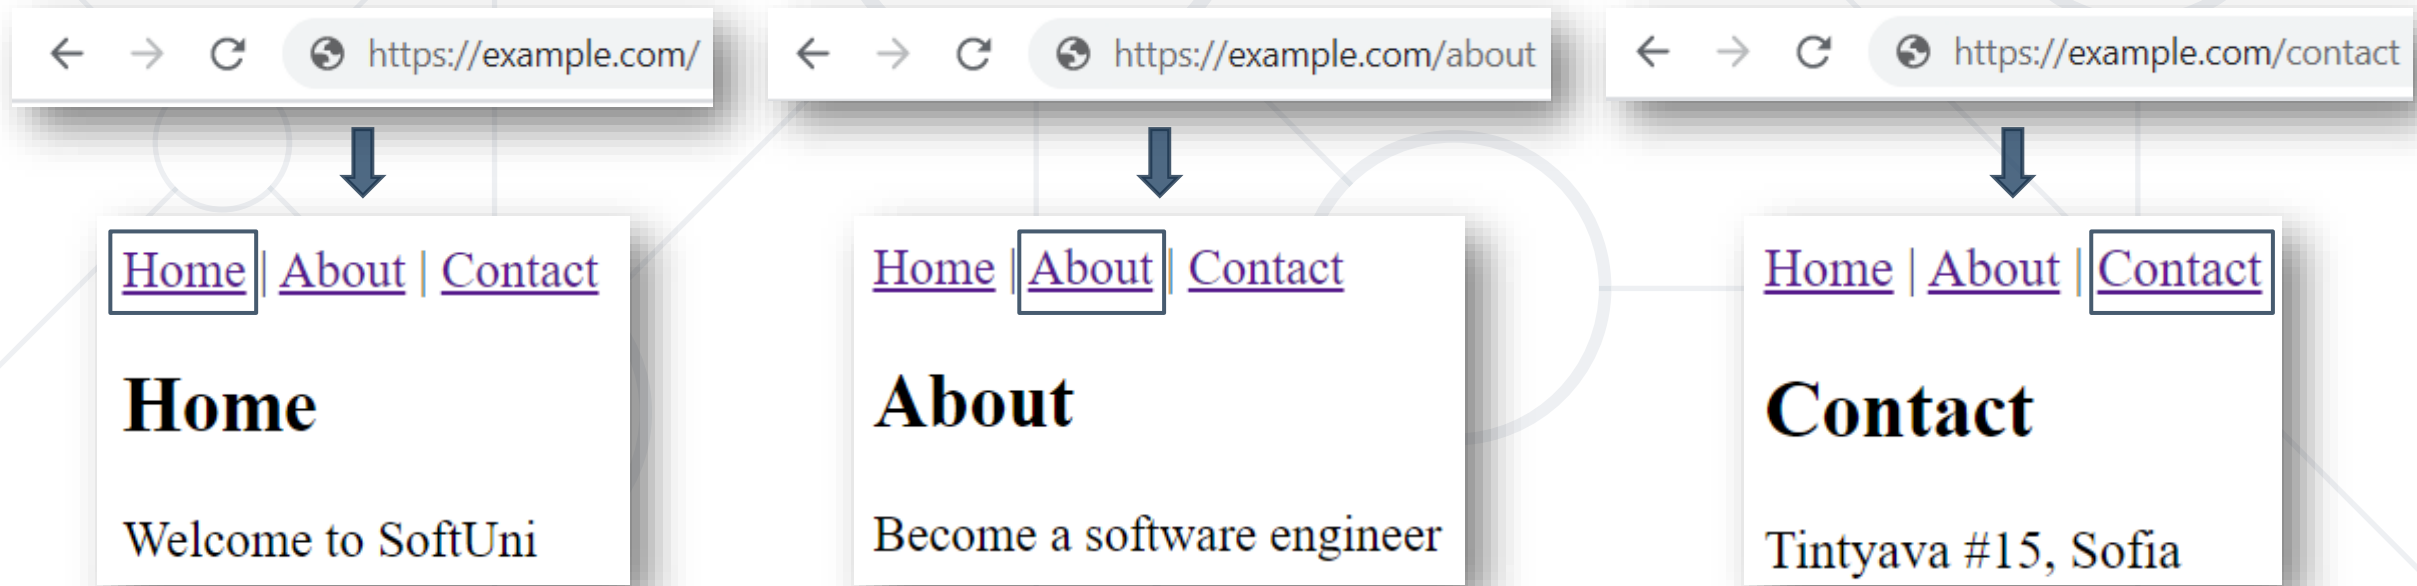 https://example.com/
Home | About | Contact
Home
Welcome to SoftUni
https://example.com/about
Home | About | Contact
About
Become a software engineer
https://example.com/contact
Home | About | Contact
Contact
Tintyava #15, Sofia